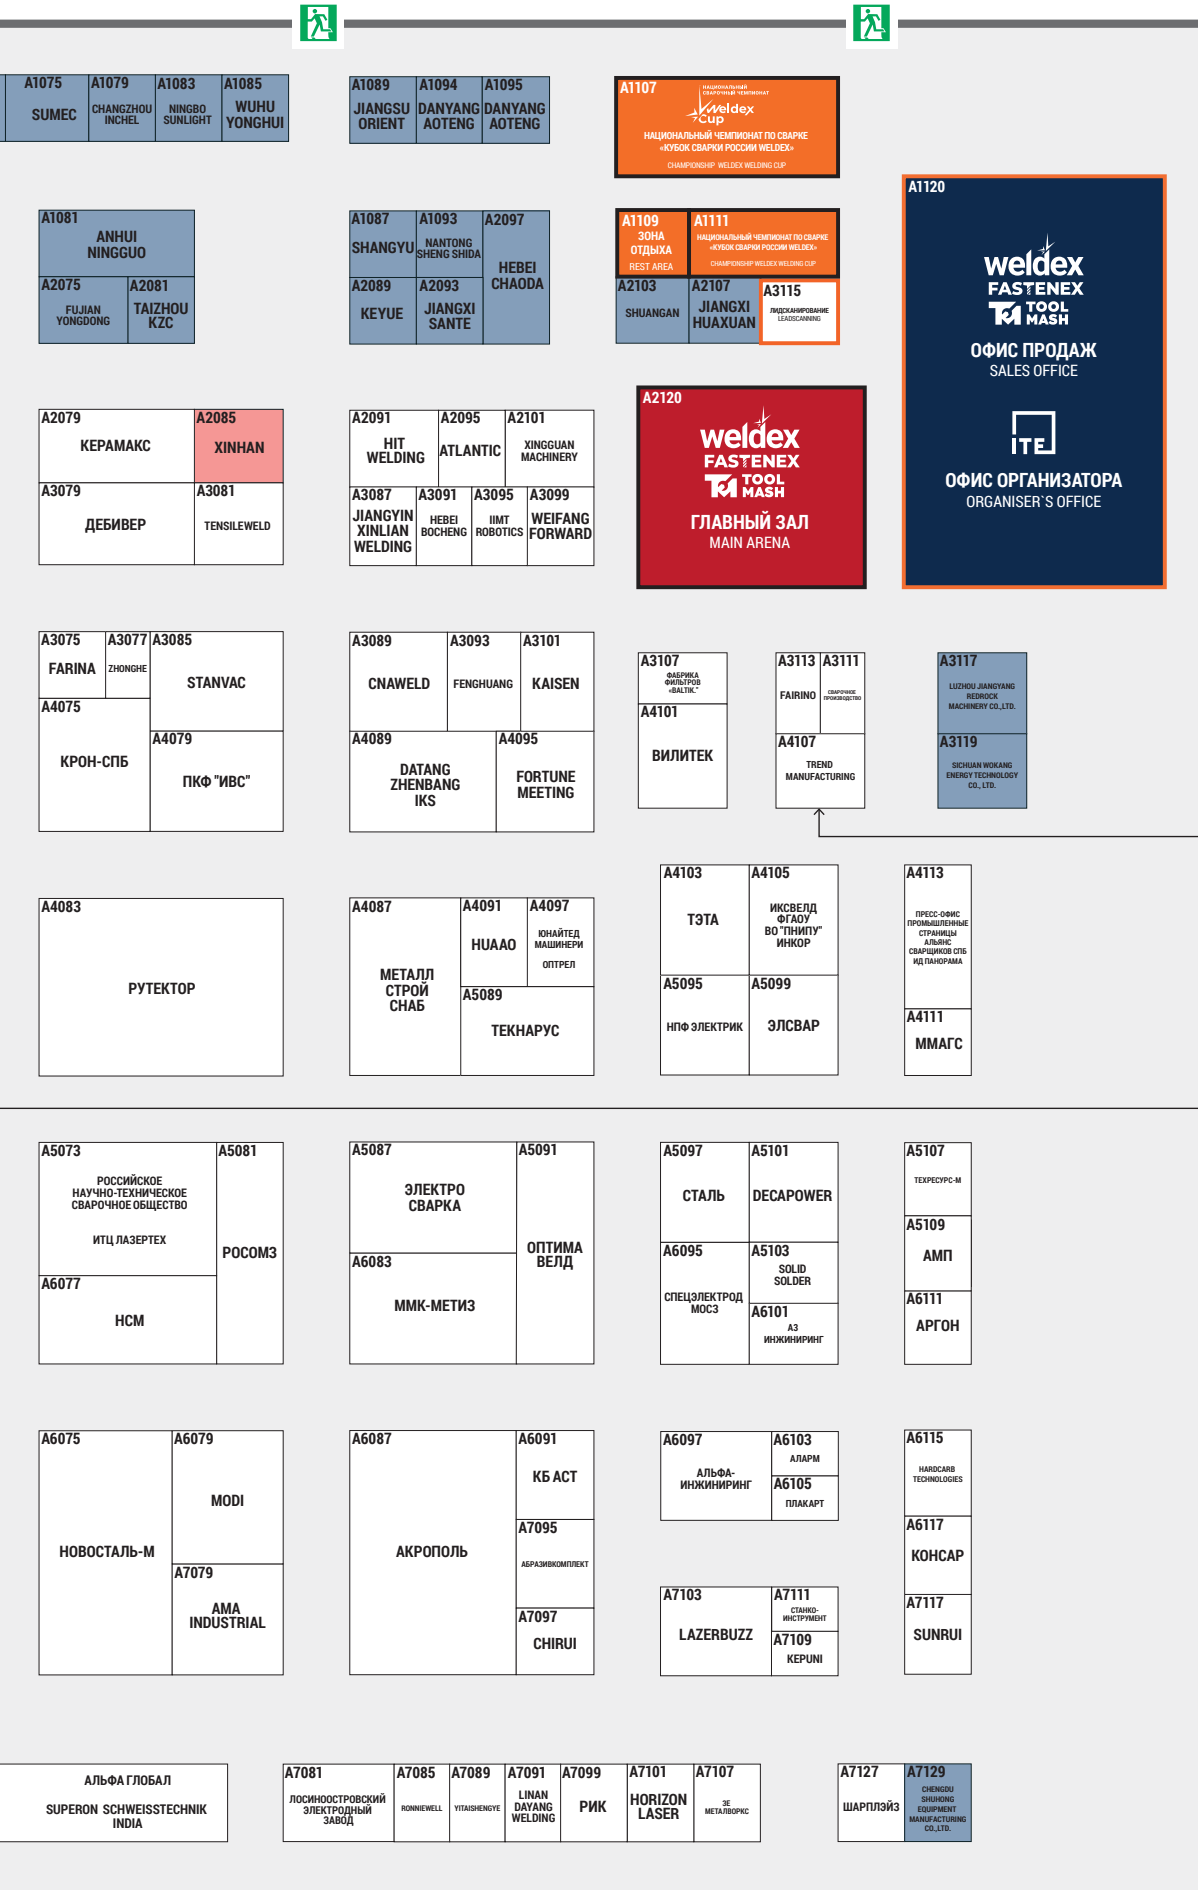 A1075
SUMEC
A1079
CHANGZHOU
INCHEL
A1083
NINGBO
SUNLIGHT
A1085
WUHU
YONGHUI
A1089
JIANGSU
ORIENT
A1094
DANYANG
AOTENG
A1095
DANYANG
AOTENG
A1107
НАЦИОНАЛЬНЫЙ
СВАРОЧНЫЙ ЧЕМПИОНАТ
Weldex
Cup
НАЦИОНАЛЬНЫЙ ЧЕМПИОНАТ ПО СВАРКЕ
«КУБОК СВАРКИ РОССИИ WELDEX»
CHAMPIONSHIP WELDEX WELDING CUP
A1120
weldex
FASTENEX
TOOL
MASH
ОФИС ПРОДАЖ
SALES OFFICE
ITE
ОФИС ОРГАНИЗАТОРА
ORGANISER`S OFFICE
A1081
ANHUI
NINGGUO
A2075
FUJIAN
YONGDONG
A2081
TAIZHOU
KZC
A1087
SHANGYU
A1093
NANTONG
SHENG SHIDA
A2097
HEBEI
CHAODA
A2089
KEYUE
A2093
JIANGXI
SANTE
A1109
ЗОНА
ОТДЫХА
REST AREA
A1111
НАЦИОНАЛЬНЫЙ ЧЕМПИОНАТ ПО СВАРКЕ
«КУБОК СВАРКИ РОССИИ WELDEX»
CHAMPIONSHIP WELDEX WELDING CUP
A2103
SHUANGAN
A2107
JIANGXI
HUAXUAN
A3115
ЛИДСКАНИРОВАНИЕ
LEADSCANNING
A2079
КЕРАМАКС
A2085
XINHAN
A3079
ДЕБИВЕР
A3081
TENSILEWELD
A2091
HIT
WELDING
A2095
ATLANTIC
A2101
XINGGUAN
MACHINERY
A3087
JIANGYIN
XINLIAN
WELDING
A3091
HEBEI
BOCHENG
A3095
IIMT
ROBOTICS
A3099
WEIFANG
FORWARD
A2120
weldex
FASTENEX
TOOL
MASH
ГЛАВНЫЙ ЗАЛ
MAIN ARENA
A3075
FARINA
A3077
ZHONGHE
A3085
STANVAC
A4075
КРОН-СПБ
A4079
ПКФ "ИВС"
A3089
CNAWELD
A3093
FENGHUANG
A3101
KAISEN
A4089
DATANG
ZHENBANG
IKS
A4095
FORTUNE
MEETING
A3107
ФАБРИКА
ФИЛЬТРОВ
«BALTIK."
A4101
ВИЛИТЕК
A3113
FAIRINO
A3111
СВАРОЧНОЕ
ПРОИЗВОДСТВО
A4107
TREND
MANUFACTURING
A3117
LUZHOU JIANGYANG
REDROCK
MACHINERY CO.,LTD.
A3119
SICHUAN WOKANG
ENERGY TECHNOLOGY
CO., LTD.
A4083
РУТЕКТОР
A4087
МЕТАЛЛ
СТРОЙ
СНАБ
A4091
HUAAO
A4097
ЮНАЙТЕД
МАШИНЕРИ
ОПТРЕЛ
A5089
ТЕКНАРУС
A4103
ТЭТА
A4105
ИКСВЕЛД
ФГАОУ
ВО "ПНИПУ"
ИНКОР
A5095
НПФ ЭЛЕКТРИК
A5099
ЭЛСВАР
A4113
ПРЕСС-ОФИС
ПРОМЫШЛЕННЫЕ
СТРАНИЦЫ
АЛЬЯНС
СВАРЩИКОВ СПБ
ИД ПАНОРАМА
A4111
ММАГС
A5073
РОССИЙСКОЕ
НАУЧНО-ТЕХНИЧЕСКОЕ
СВАРОЧНОЕ ОБЩЕСТВО
ИТЦ ЛАЗЕРТЕХ
A5081
РОСОМЗ
A6077
НСМ
A5087
ЭЛЕКТРО
СВАРКА
A5091
ОПТИМА
ВЕЛД
A6083
ММК-МЕТИЗ
A5097
СТАЛЬ
A5101
DECAPOWER
A6095
СПЕЦЭЛЕКТРОД
МОСЗ
A5103
SOLID
SOLDER
A6101
АЗ
ИНЖИНИРИНГ
A5107
ТЕХРЕСУРС-М
A5109
АМП
A6111
АРГОН
A6075
НОВОСТАЛЬ-М
A6079
MODI
A7079
AMA
INDUSTRIAL
A6087
АКРОПОЛЬ
A6091
КБ АСТ
A7095
АБРАЗИВКОМПЛЕКТ
A7097
CHIRUI
A6097
АЛЬФА-
ИНЖИНИРИНГ
A6103
АЛАРМ
A6105
ПЛАКАРТ
A7103
LAZERBUZZ
A7111
СТАНКО-
ИНСТРУМЕНТ
A7109
KEPUNI
A6115
HARDCARB
TECHNOLOGIES
A6117
КОНСАР
A7117
SUNRUI
АЛЬФА ГЛОБАЛ
SUPERON SCHWEISSTECHNIK
INDIA
A7081
ЛОСИНООСТРОВСКИЙ
ЭЛЕКТРОДНЫЙ
ЗАВОД
A7085
RONNIEWELL
A7089
YITAISHENGYE
A7091
LINAN
DAYANG
WELDING
A7099
РИК
A7101
HORIZON
LASER
A7107
ЗЕ
МЕТАЛВОРКС
A7127
ШАРПЛЭЙЗ
A7129
CHENGDU
SHUHONG
EQUIPMENT
MANUFACTURING
CO.,LTD.